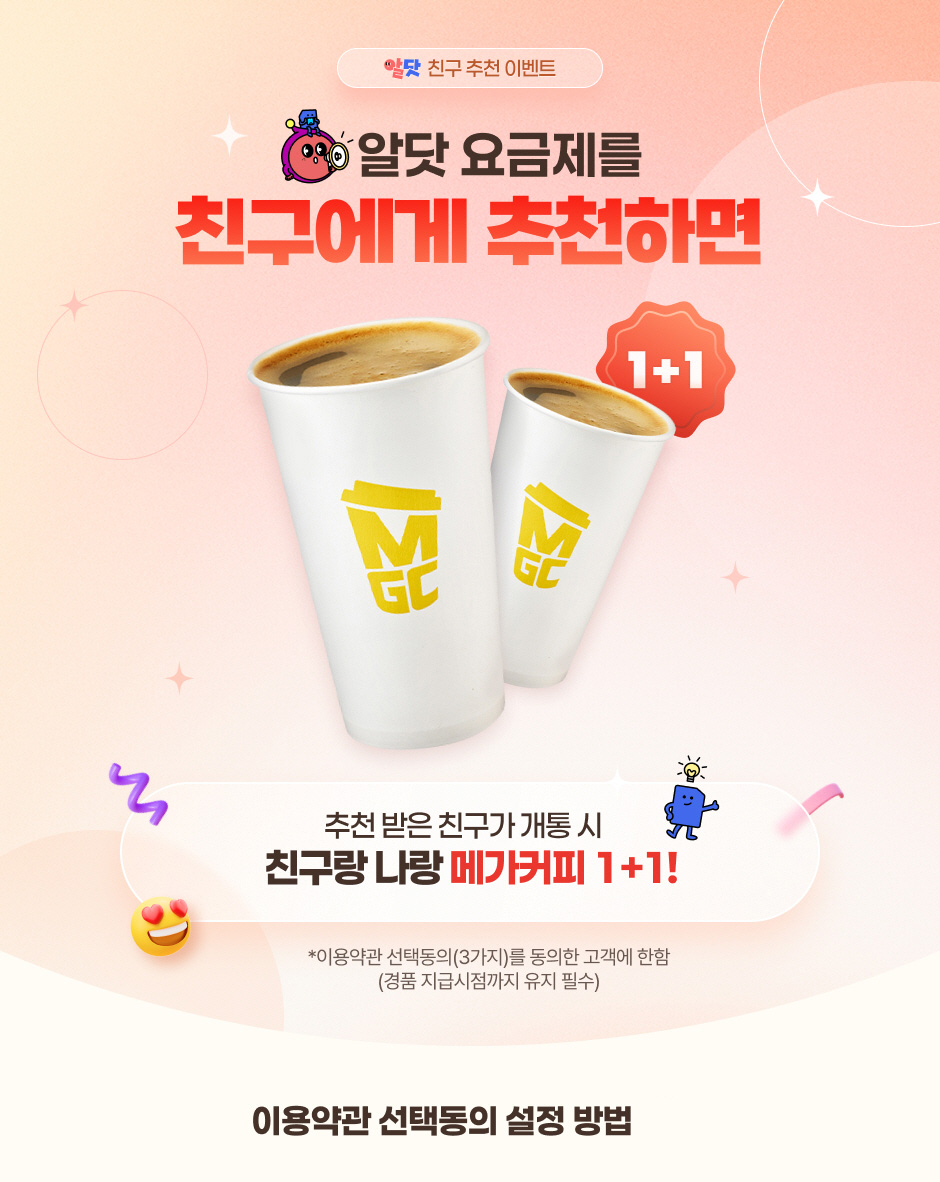 알닷 친구 추천 이벤트
알닷 요금제를
친구에게 추천하면
1+1
M
GC
M
GC
추천 받은 친구가 개통 시
친구랑 나랑 메가커피 1+1!
*이용약관 선택동의(3가지)를 동의한 고객에 한함
(경품 지급시점까지 유지 필수)
이용약관 선택동의 설정 방법